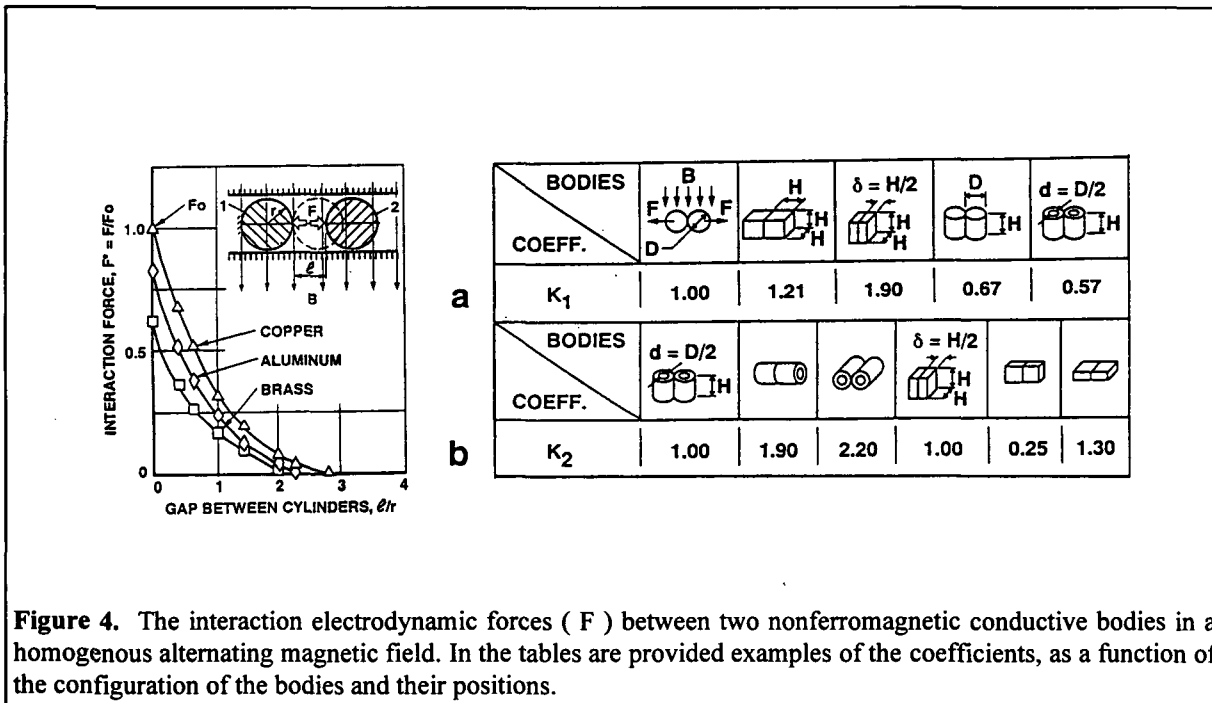 INTERACTION FORCE, F* = F/Fo
1.0
0.5
0
Fo
1
r
F
2
ℓ
B
COPPER
ALUMINUM
BRASS
0 1 2 3 4
GAP BETWEEN CYLINDERS, ℓ/r
a
BODIES
COEFF.
B
F F
D
H
H
H
δ = H/2
H
H
D
H
d = D/2
H
K₁ 1.00 1.21 1.90 0.67 0.57
b
BODIES
COEFF.
d = D/2
H
δ = H/2
H
H
K₂ 1.00 1.90 2.20 1.00 0.25 1.30
Figure 4. The interaction electrodynamic forces ( F ) between two nonferromagnetic conductive bodies in a
homogenous alternating magnetic field. In the tables are provided examples of the coefficients, as a function of
the configuration of the bodies and their positions.